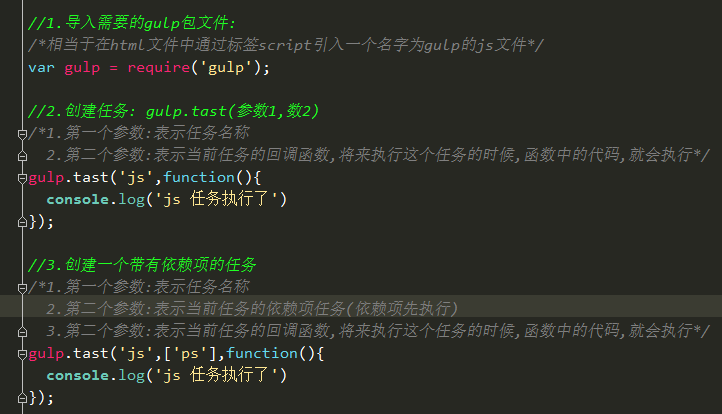 //1.导入需要的gulp包文件:
/*相当于在html文件中通过标签script引入一个名字为gulp的js文件*/
var gulp = require('gulp');
//2.创建任务: gulp.tast(参数1,数2)
/*1.第一个参数:表示任务名称
2.第二个参数:表示当前任务的回调函数,将来执行这个任务的时候,函数中的代码,就会执行*/
gulp.tast('js',function(){
console.log('js 任务执行了')
});
//3.创建一个带有依赖项的任务
/*1.第一个参数:表示任务名称
2.第二个参数:表示当前任务的依赖项任务(依赖项先执行)
3.第二个参数:表示当前任务的回调函数,将来执行这个任务的时候,函数中的代码,就会执行*/
gulp.tast('js',['ps'],function(){
console.log('js 任务执行了')
});